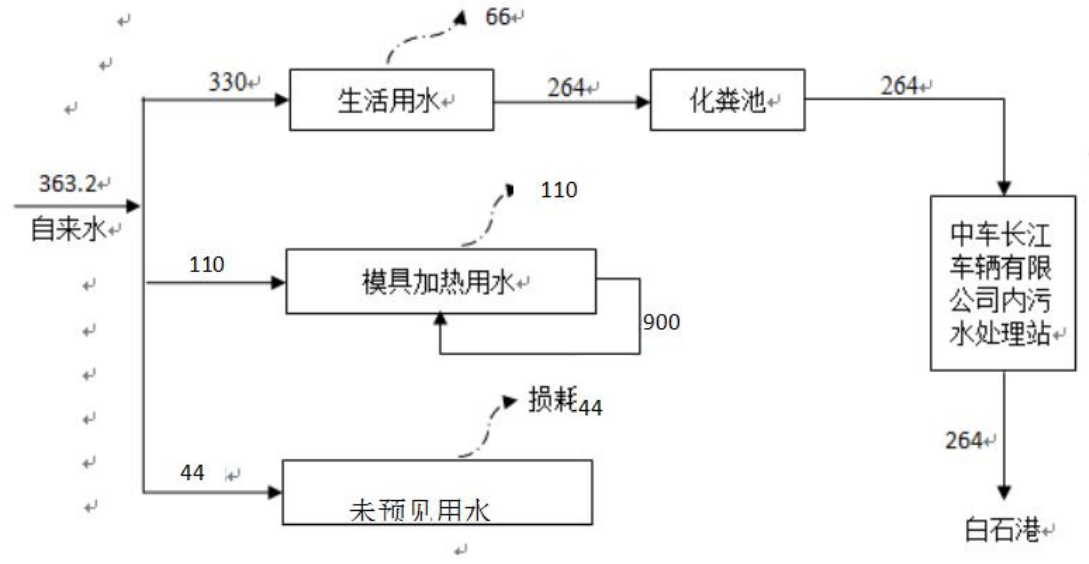 66
330
生活用水
264
化粪池
264
363.2
自来水
110
110
模具加热用水
900
中车长江
车辆有限
公司内污
水处理站
损耗44
44
未预见用水
264
白石港